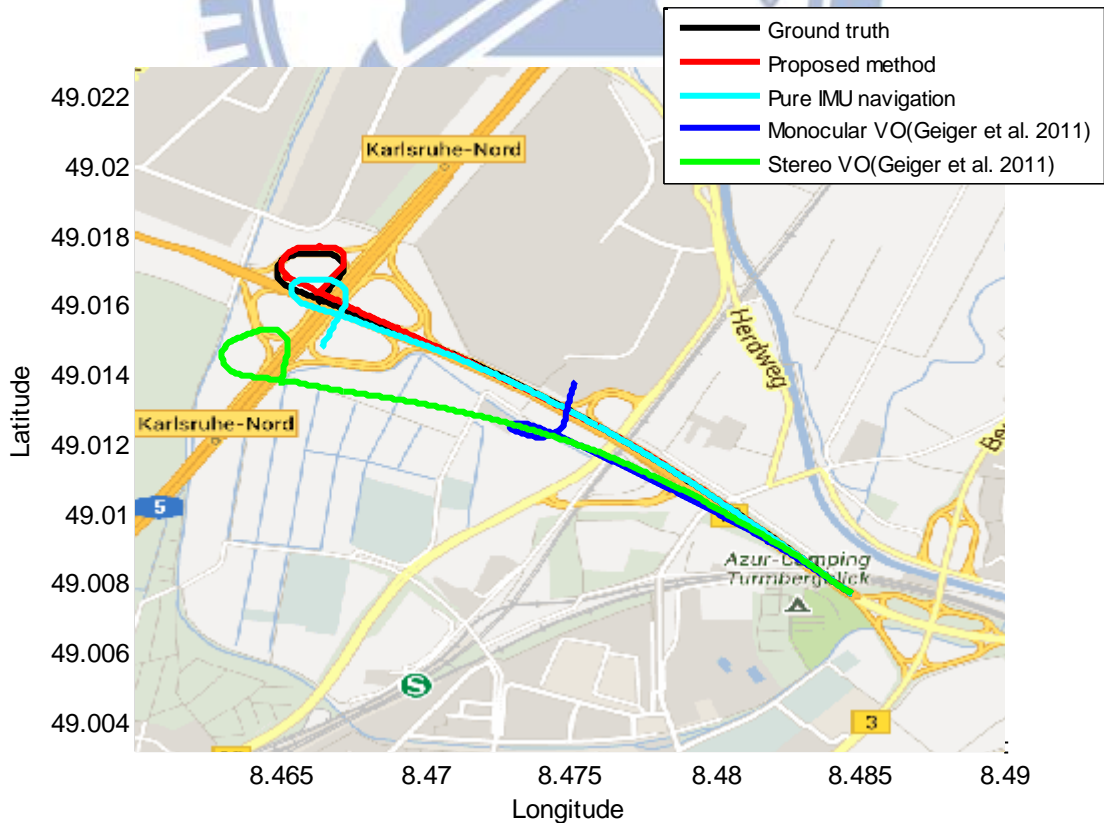 Ground truth
Proposed method
Pure IMU navigation
Monocular VO(Geiger et al. 2011)
Stereo VO(Geiger et al. 2011)
49.022
49.02
49.018
49.016
49.014
49.012
49.01
49.008
49.006
49.004
Latitude
Karlsruhe-Nord
Herdweg
Karlsruhe-Nord
5
Azur-Camping
Turmbergblick
S
3
8.465
8.47
8.475
8.48
8.485
8.49
Longitude